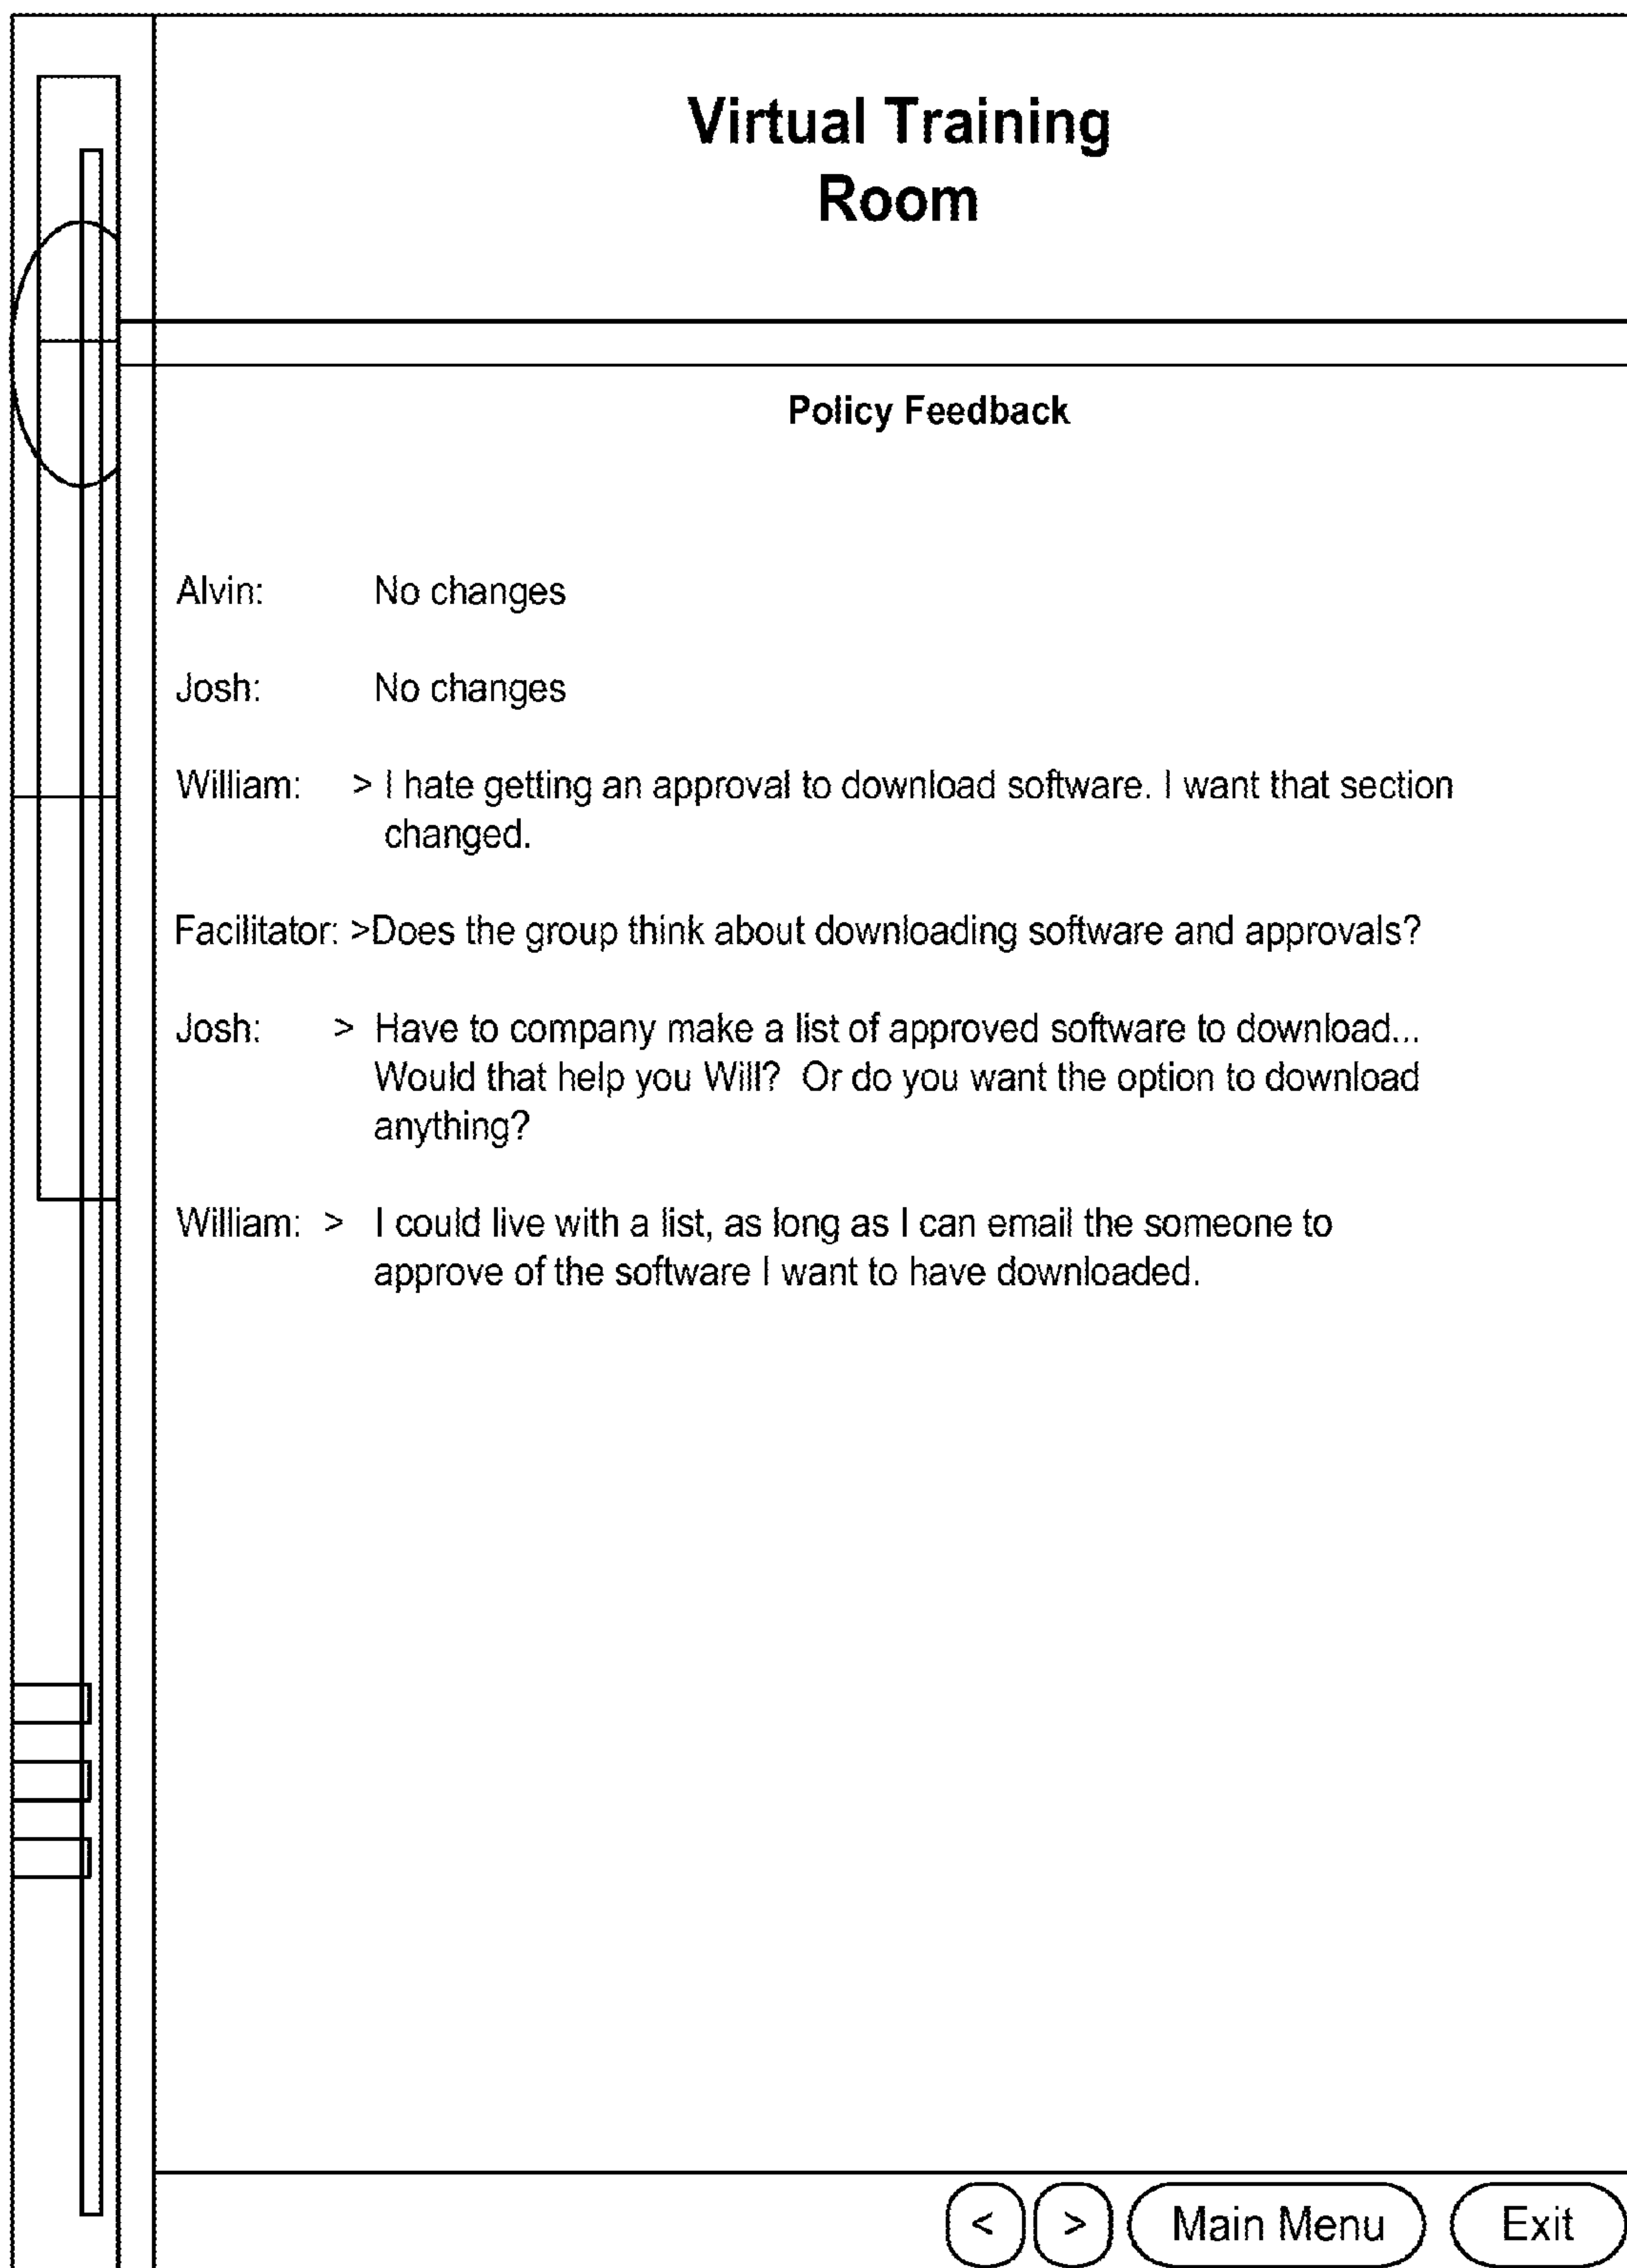 Virtual Training
Room
Policy Feedback
Alvin: No changes
Josh: No changes
William: > I hate getting an approval to download software. I want that section
changed.
Facilitator: >Does the group think about downloading software and approvals?
Josh: > Have to company make a list of approved software to download...
Would that help you Will? Or do you want the option to download
anything?
William: > I could live with a list, as long as I can email the someone to
approve of the software I want to have downloaded.
< > Main Menu Exit